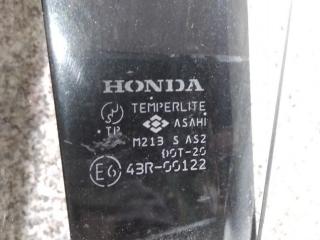 HONDA
TEMPERLITE
TP ASAHI
M213 S AS2
DOT-20
E6 43R-00122